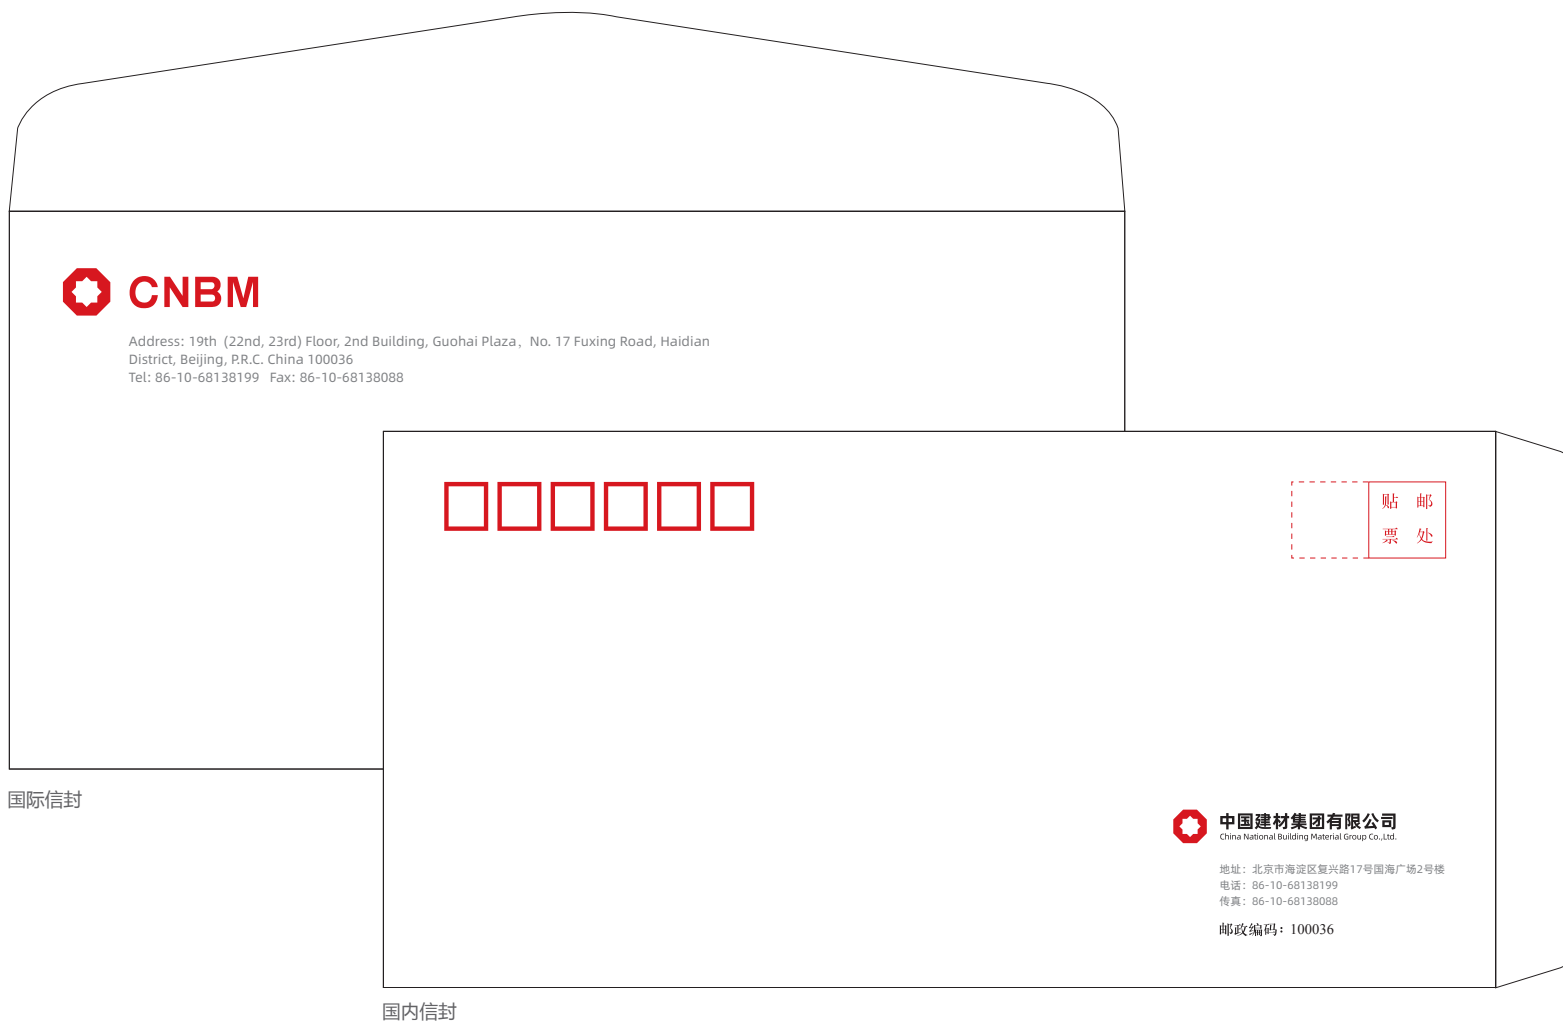 CNBM
Address: 19th (22nd, 23rd) Floor, 2nd Building, Guohai Plaza, No. 17 Fuxing Road, Haidian
District, Beijing, P.R.C. China 100036
Tel: 86-10-68138199 Fax: 86-10-68138088
国际信封
贴 邮
票 处
中国建材集团有限公司
China National Building Material Group Co.,Ltd.
地址：北京市海淀区复兴路17号国海广场2号楼
电话：86-10-68138199
传真：86-10-68138088
邮政编码：100036
国内信封